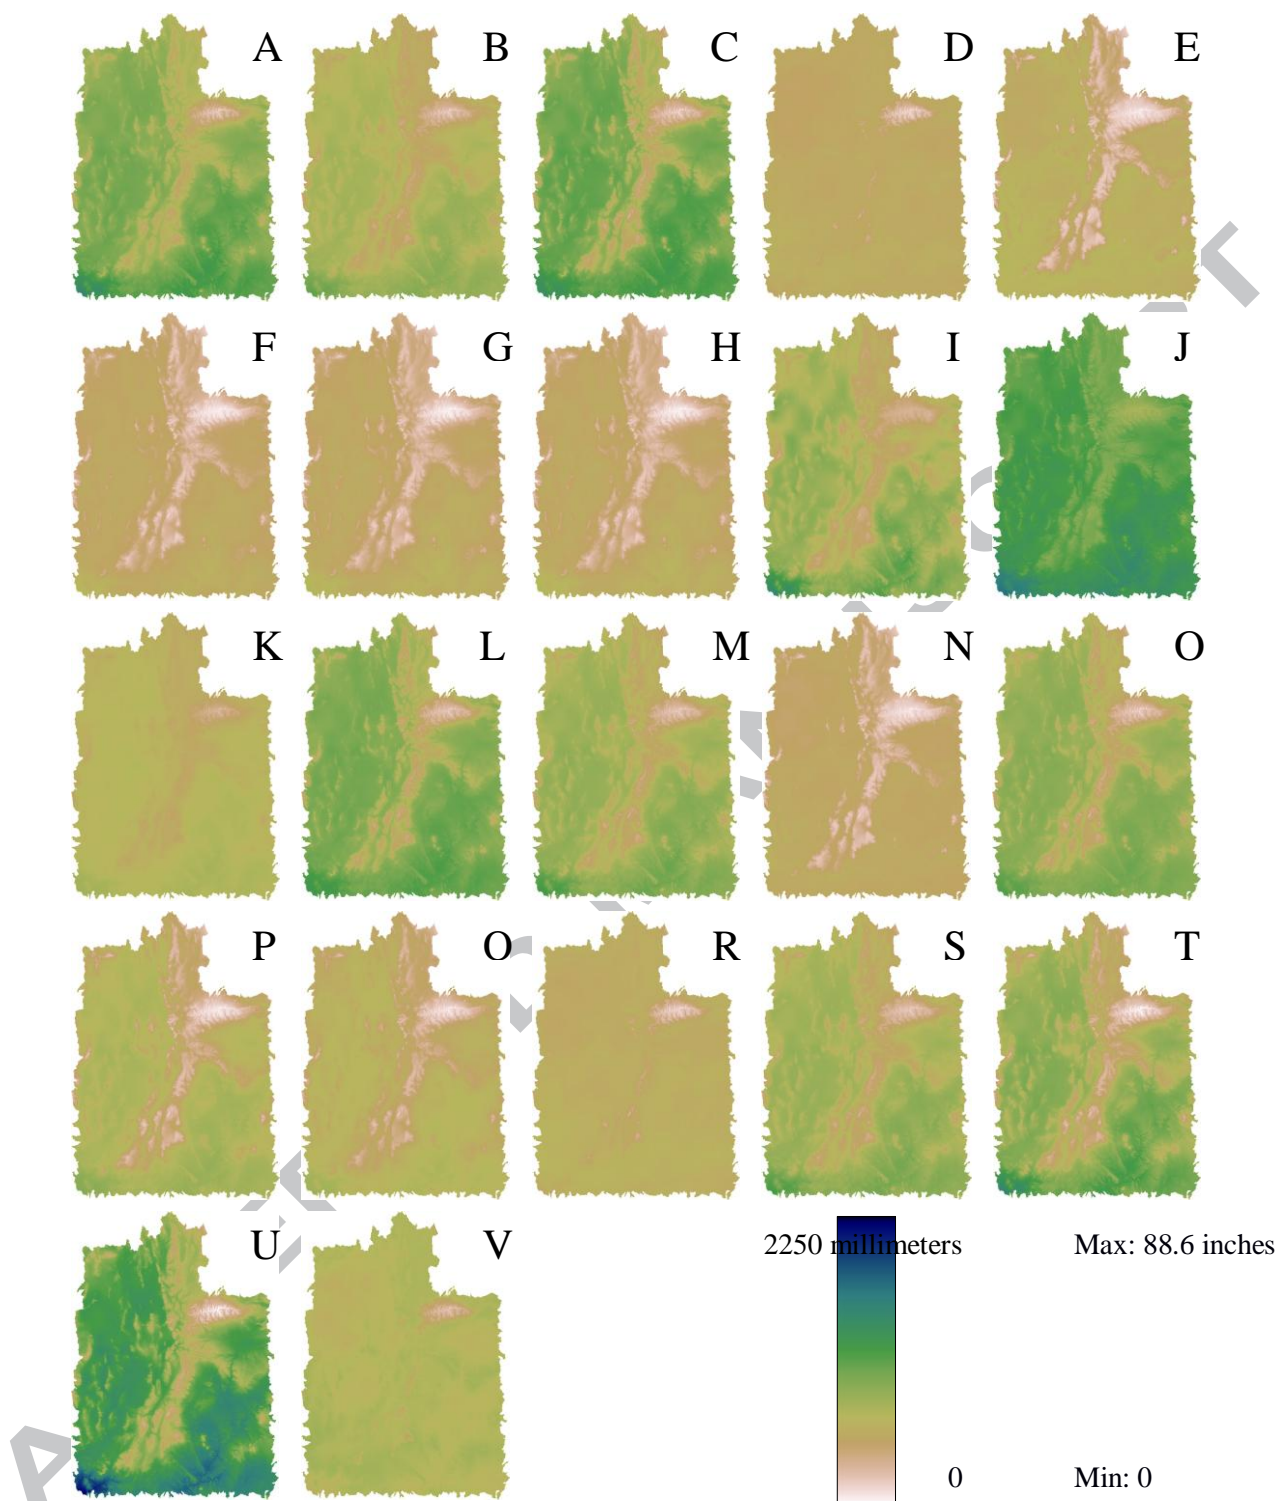 A B C D E
F G H I J
K L M N O
P O R S T
U V
2250 millimeters Max: 88.6 inches
0 Min: 0